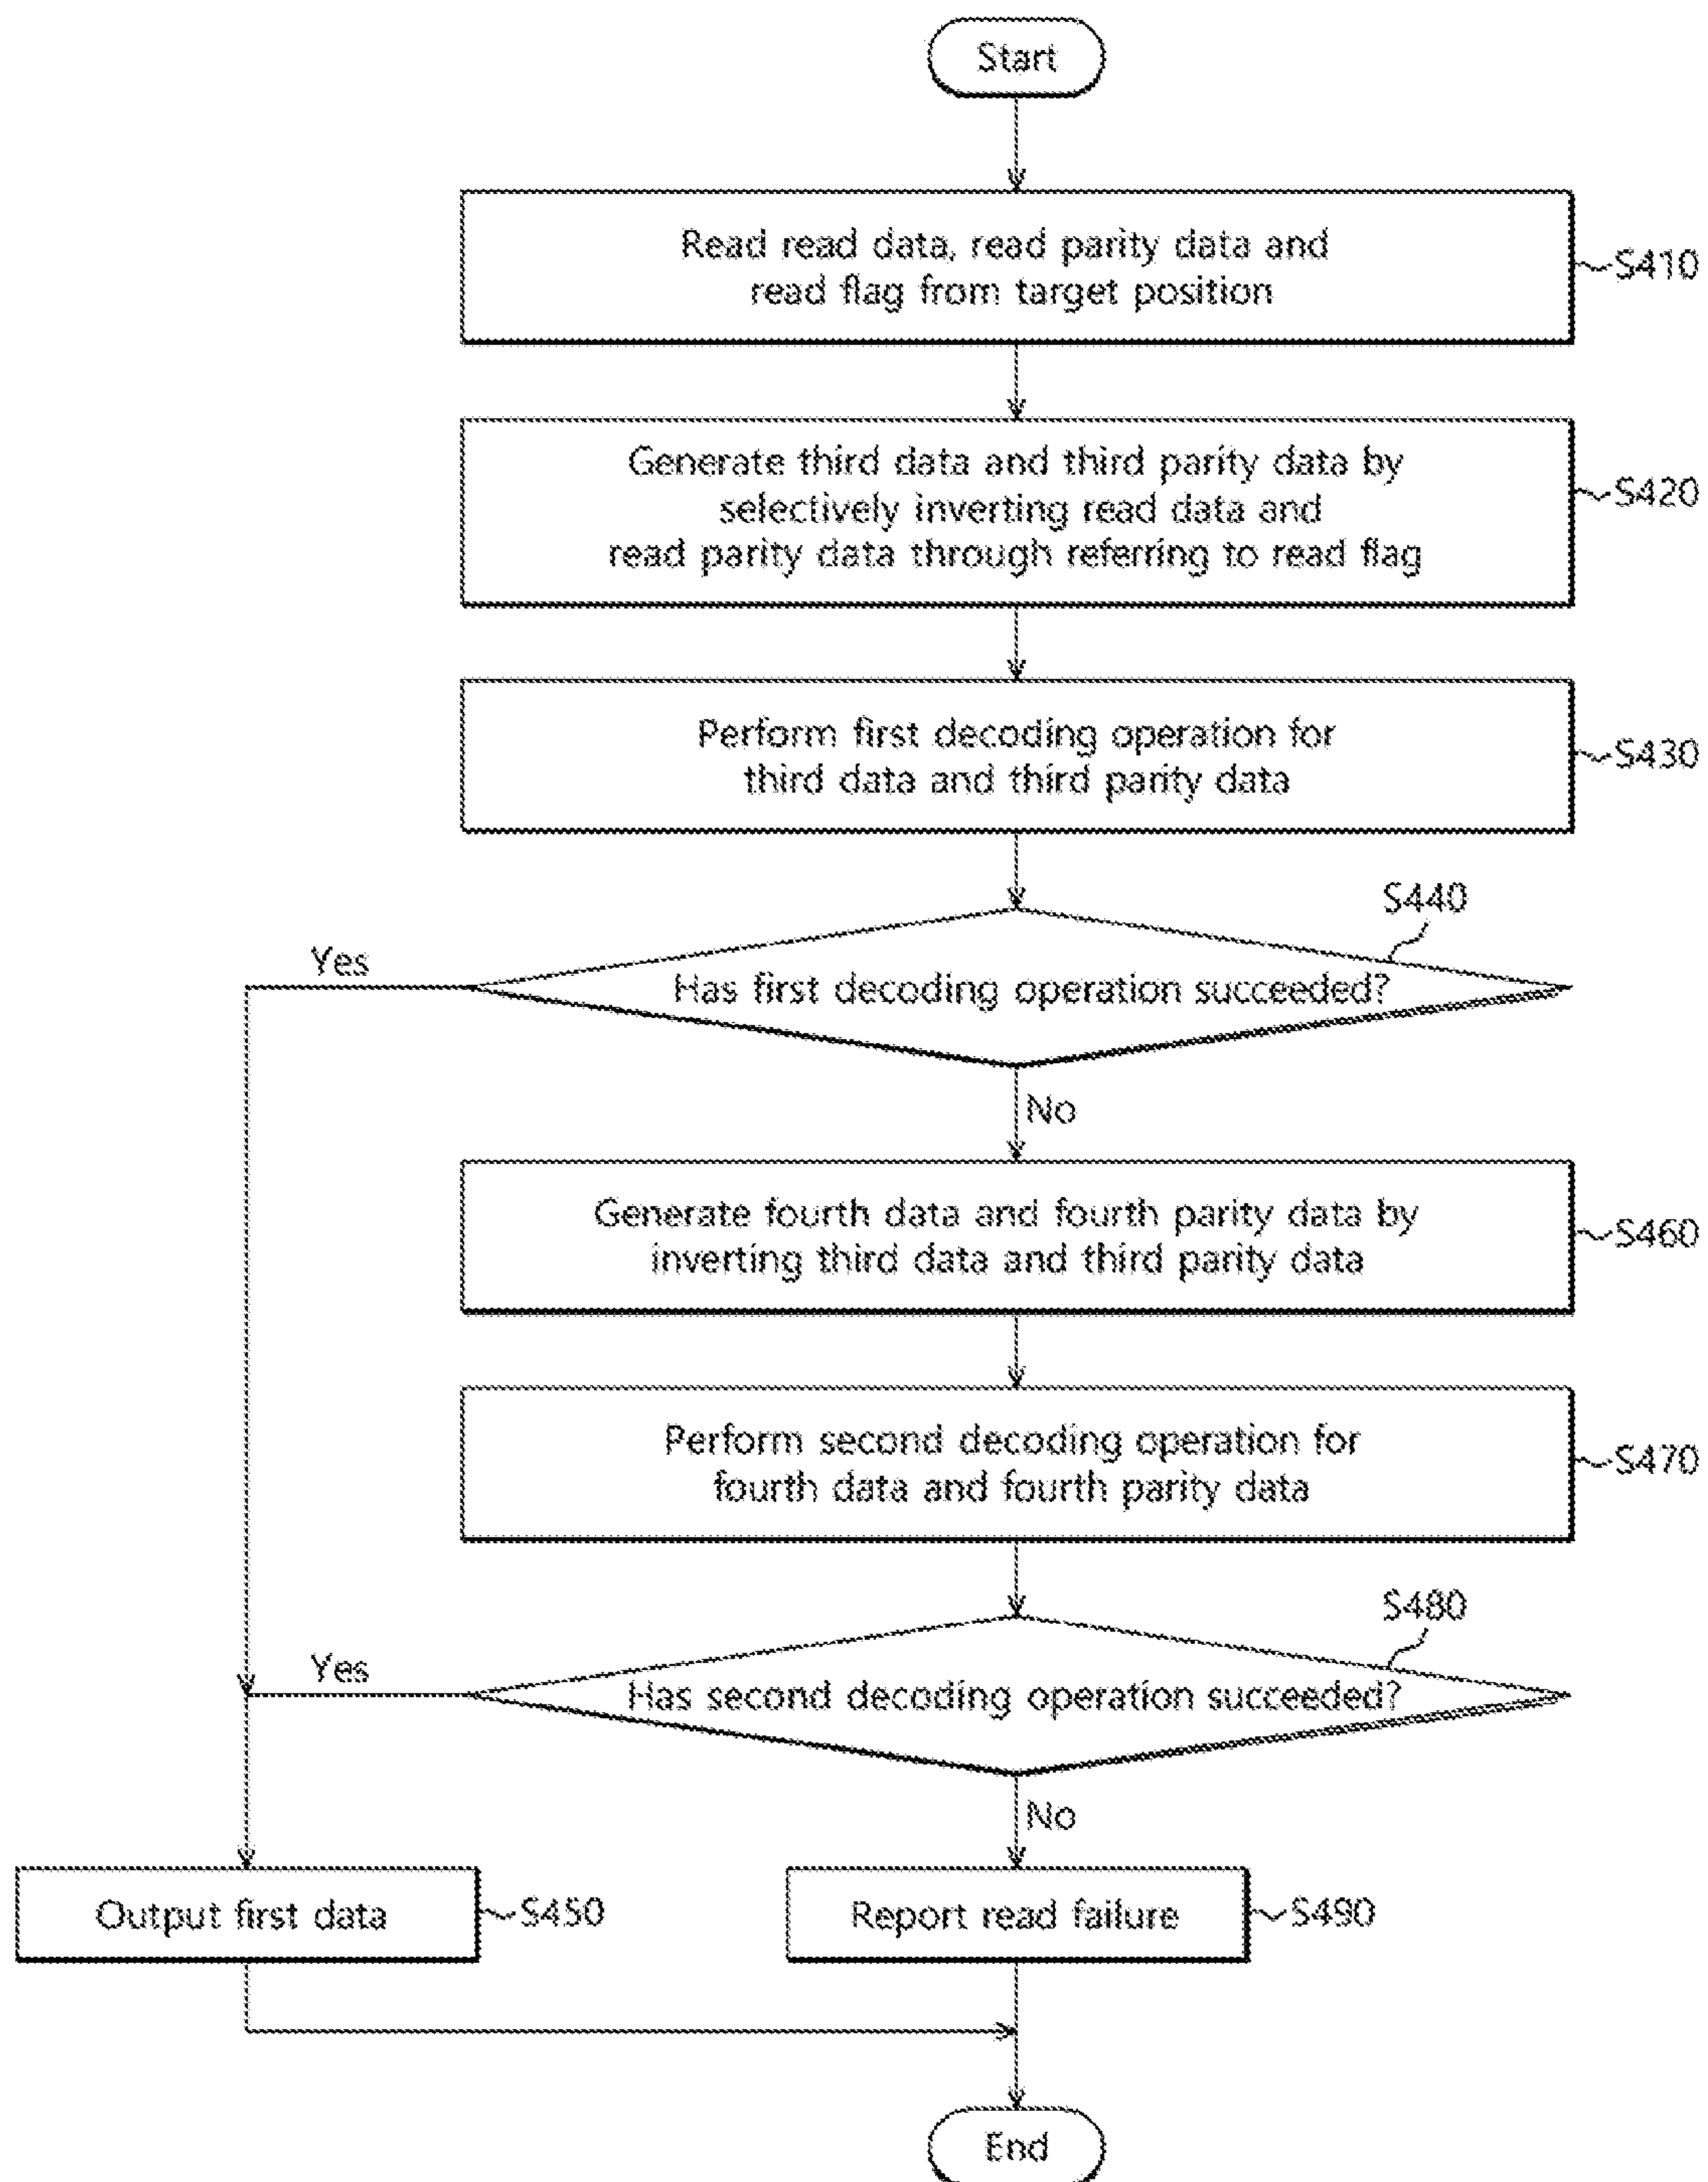 Start
Read read data, read parity data and
read flag from target position
S410
Generate third data and third parity data by
selectively inverting read data and
read parity data through referring to read flag
S420
Perform first decoding operation for
third data and third parity data
S430
S440
Yes
Has first decoding operation succeeded?
No
Generate fourth data and fourth parity data by
inverting third data and third parity data
S460
Perform second decoding operation for
fourth data and fourth parity data
S470
S480
Yes
Has second decoding operation succeeded?
No
Output first data
S450
Report read failure
S490
End